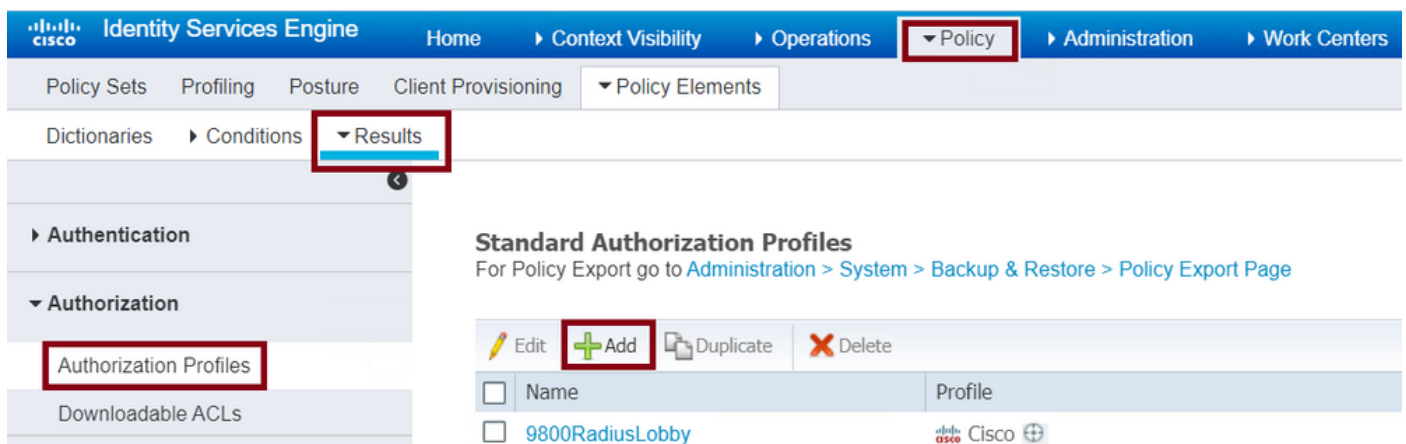 cisco Identity Services Engine Home Context Visibility Operations Policy Administration Work Centers
Policy Sets Profiling Posture Client Provisioning Policy Elements
Dictionaries Conditions Results
Authentication
Authorization
Authorization Profiles
Downloadable ACLs
Standard Authorization Profiles
For Policy Export go to Administration > System > Backup & Restore > Policy Export Page
Edit Add Duplicate Delete
Name Profile
9800RadiusLobby cisco Cisco